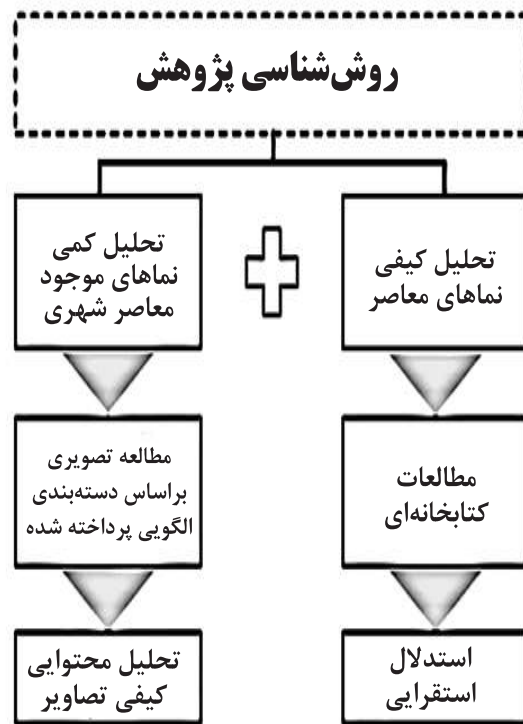 روش‌شناسی پژوهش
تحلیل کیفی
نماهای معاصر
تحلیل کمی
نماهای موجود
معاصر شهری
مطالعات
کتابخانه‌ای
مطالعه تصویری
براساس دسته‌بندی
الگویی پرداخته شده
استدلال
استقرایی
تحلیل محتوایی
کیفی تصاویر